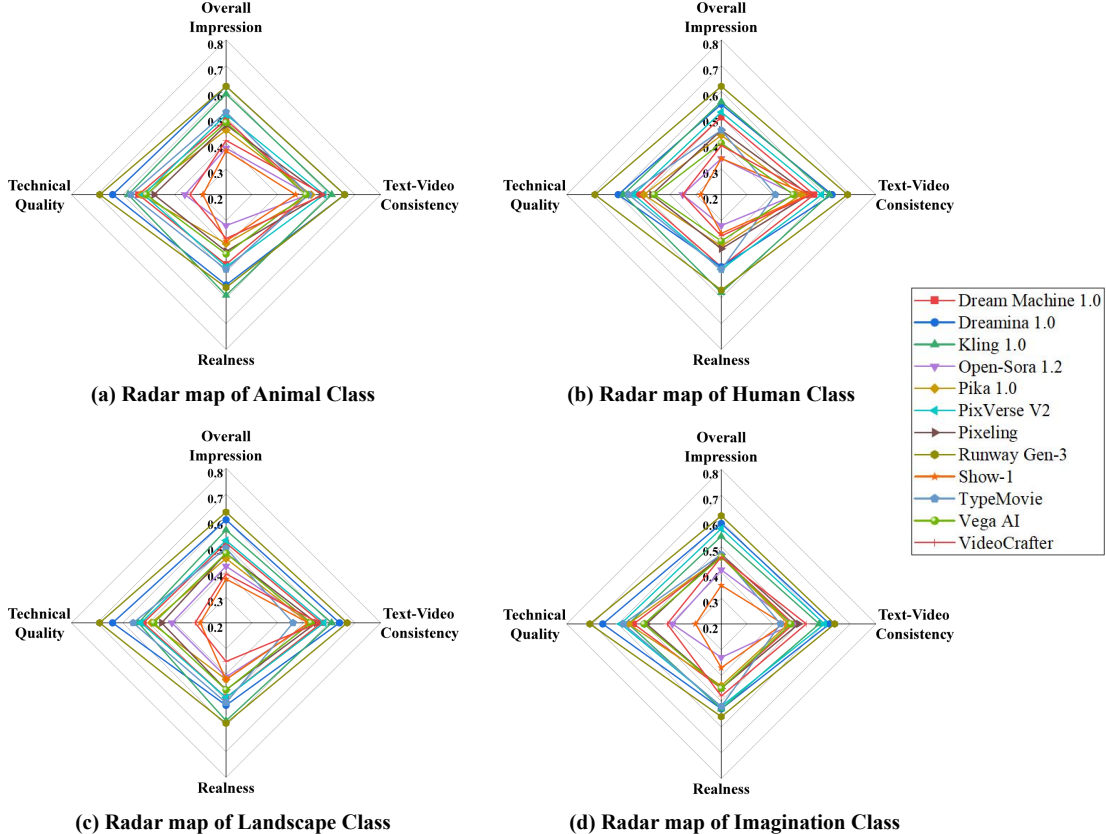 Overall
Impression
0.8
0.7
0.6
0.5
0.4
0.3
0.2
Technical
Quality
Text-Video
Consistency
Realness
(a) Radar map of Animal Class
Overall
Impression
0.8
0.7
0.6
0.5
0.4
0.3
0.2
Technical
Quality
Text-Video
Consistency
Realness
(b) Radar map of Human Class
Dream Machine 1.0
Dreamina 1.0
Kling 1.0
Open-Sora 1.2
Pika 1.0
PixVerse V2
Pixeling
Runway Gen-3
Show-1
TypeMovie
Vega AI
VideoCrafter
Overall
Impression
0.8
0.7
0.6
0.5
0.4
0.3
0.2
Technical
Quality
Text-Video
Consistency
Realness
(c) Radar map of Landscape Class
Overall
Impression
0.8
0.7
0.6
0.5
0.4
0.3
0.2
Technical
Quality
Text-Video
Consistency
Realness
(d) Radar map of Imagination Class